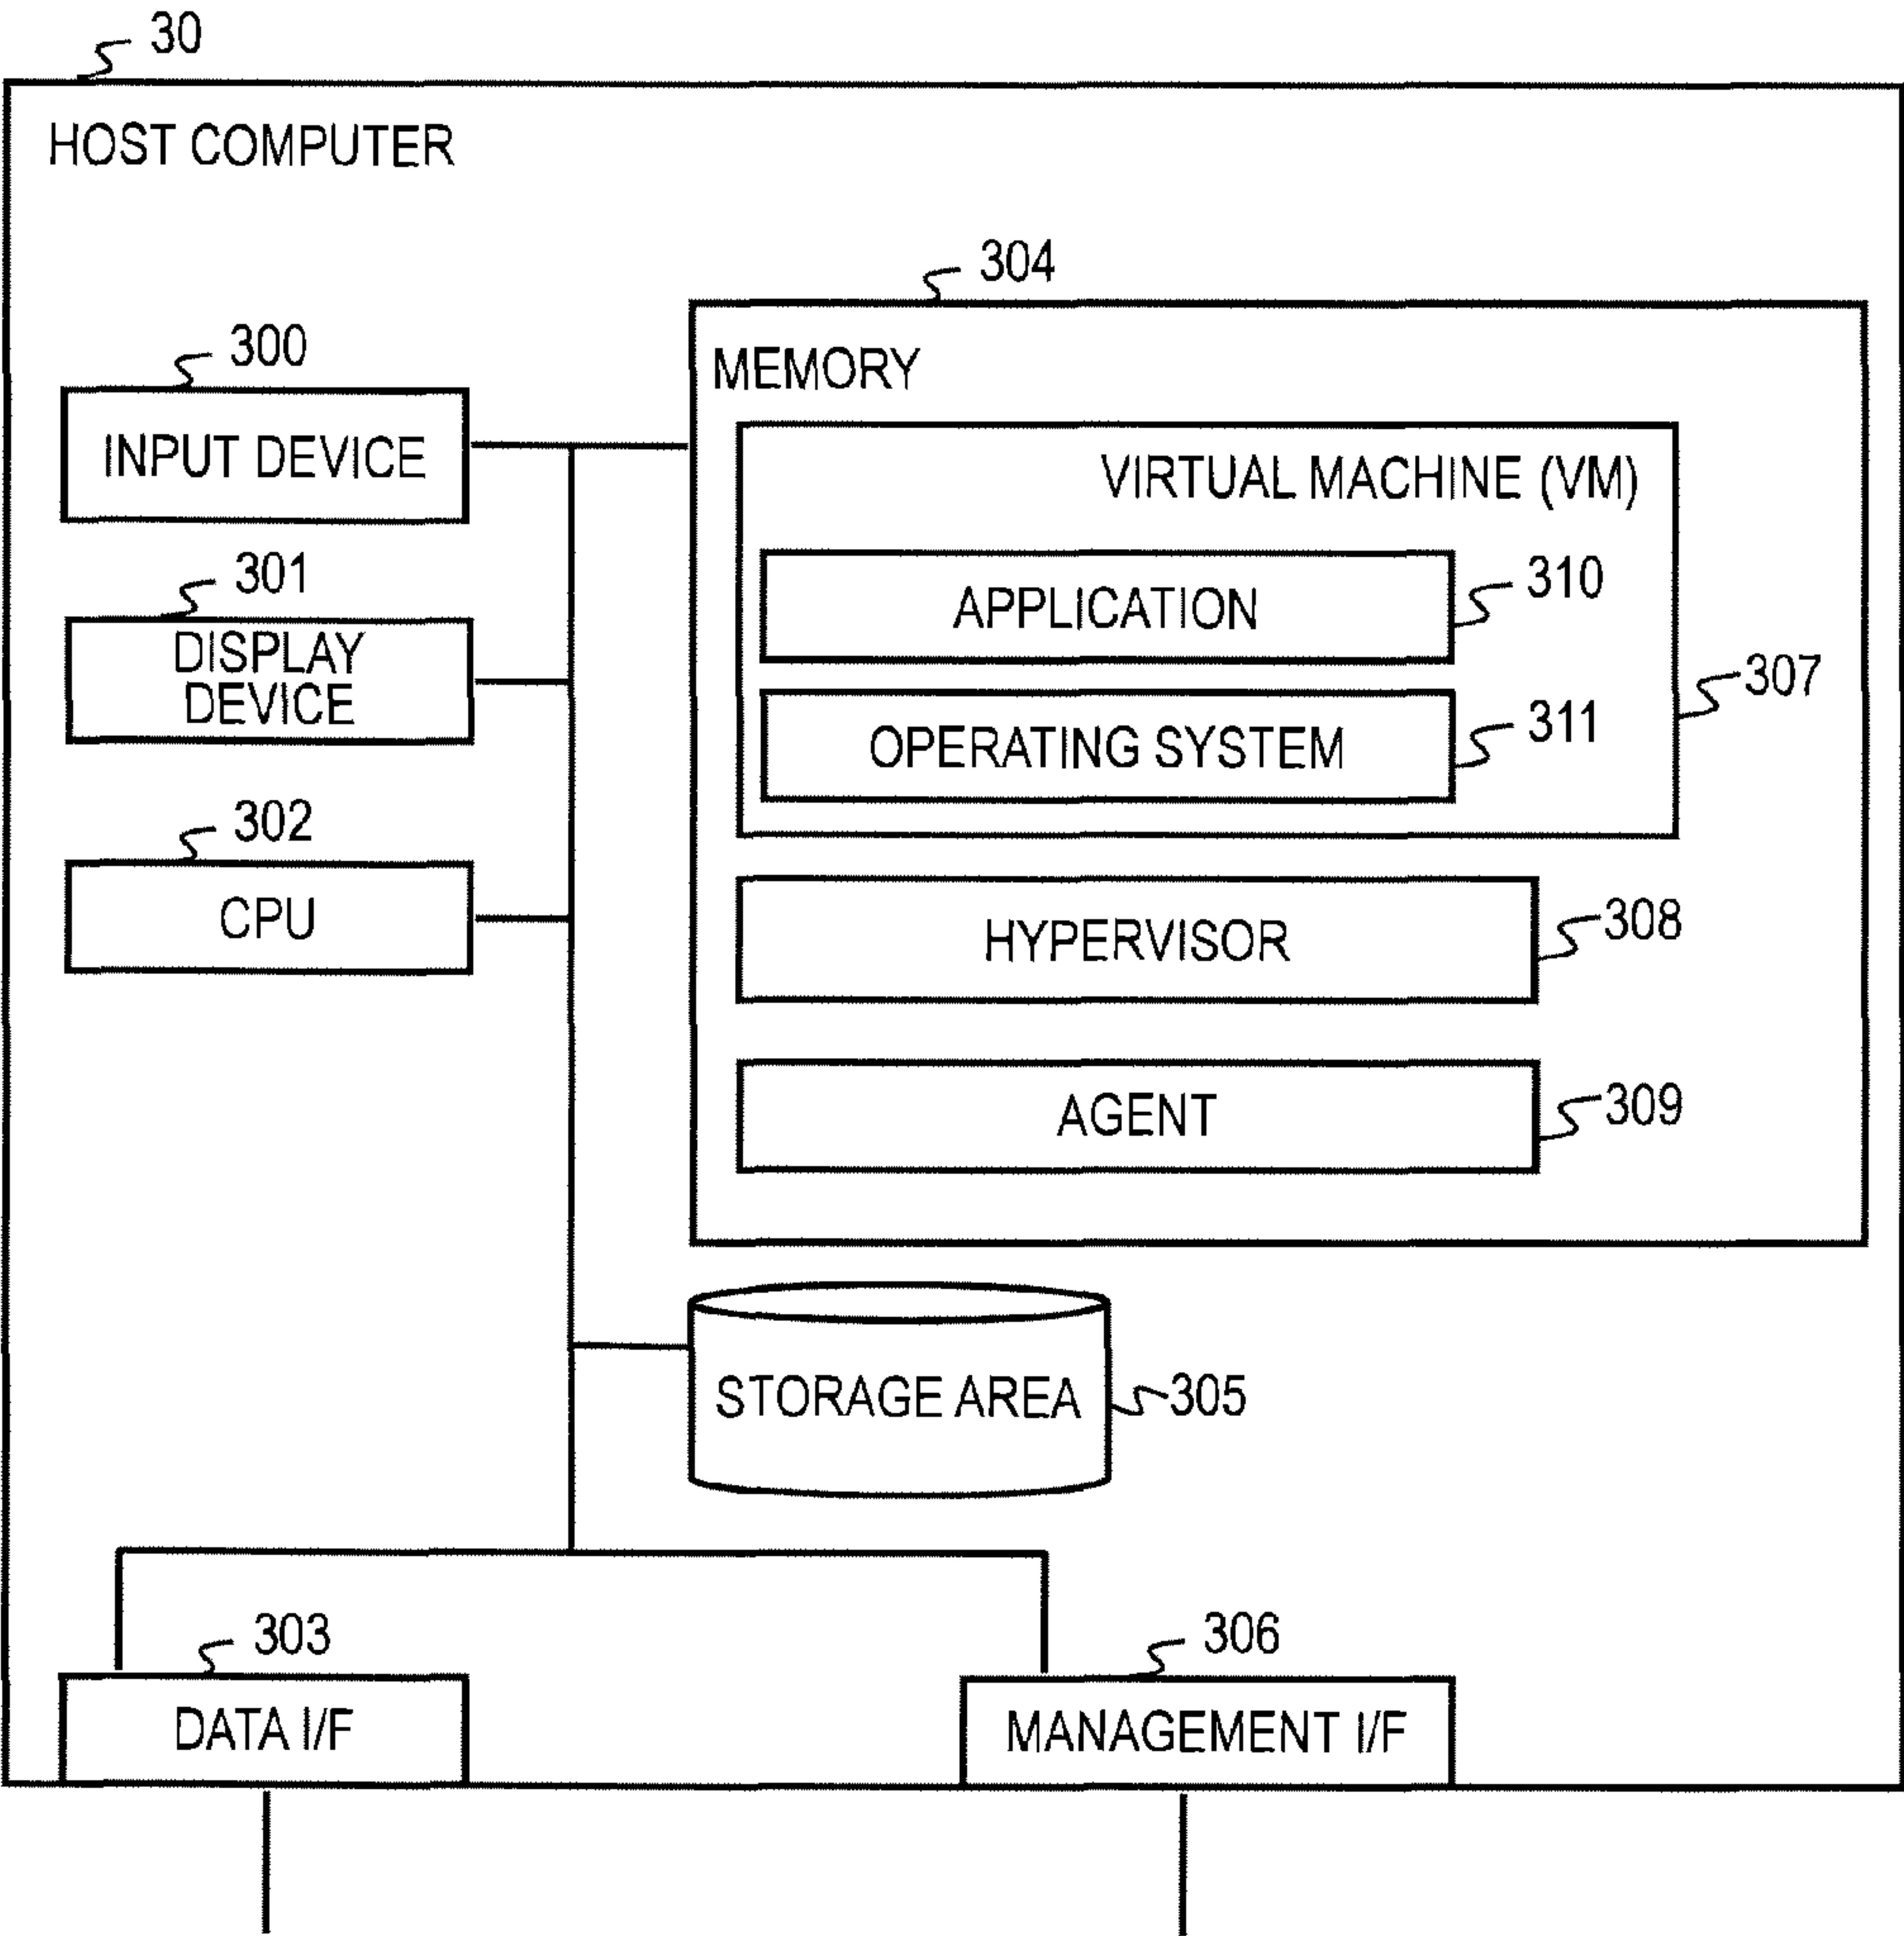 30
HOST COMPUTER
304
300
MEMORY
INPUT DEVICE
VIRTUAL MACHINE (VM)
301
310
DISPLAY
DEVICE
APPLICATION
307
311
OPERATING SYSTEM
302
CPU
HYPERVISOR
308
AGENT
309
STORAGE AREA
305
303
306
DATA I/F
MANAGEMENT I/F